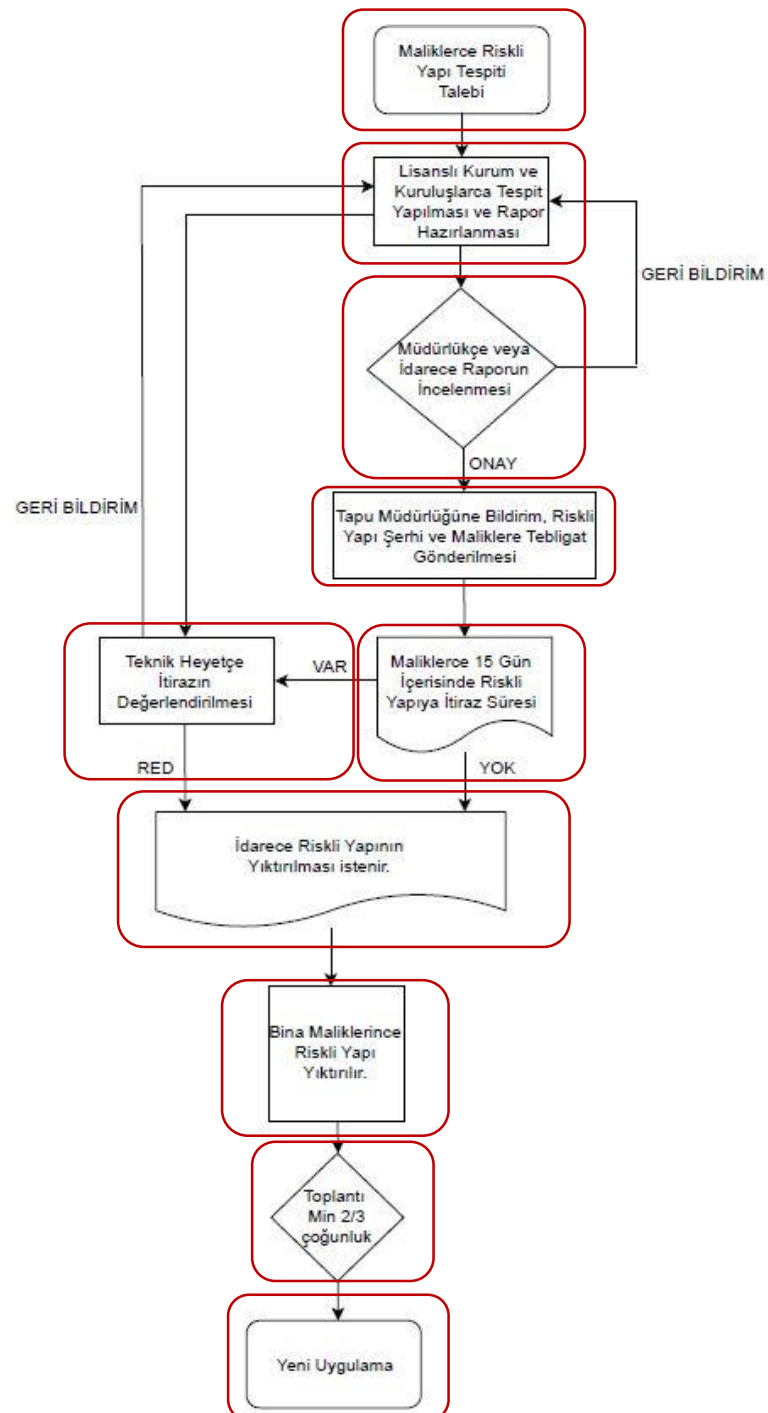 Maliklerce Riskli
Yapı Tespiti
Talebi
Lisanslı Kurum ve
Kuruluşlarca Tespit
Yapılması ve Rapor
Hazırlanması
GERİ BİLDİRİM
Müdürlükçe veya
İdarece Raporun
İncelenmesi
ONAY
GERİ BİLDİRİM
Tapu Müdürlüğüne Bildirim, Riskli
Yapı Şerhi ve Maliklere Tebligat
Gönderilmesi
Teknik Heyetçe
İtirazın
Değerlendirilmesi
VAR
Maliklerce 15 Gün
İçerisinde Riskli
Yapıya İtiraz Süresi
RED
YOK
İdarece Riskli Yapının
Yıktırılması istenir.
Bina Maliklerince
Riskli Yapı
Yıktırılır.
Toplantı
Min 2/3
çoğunluk
Yeni Uygulama